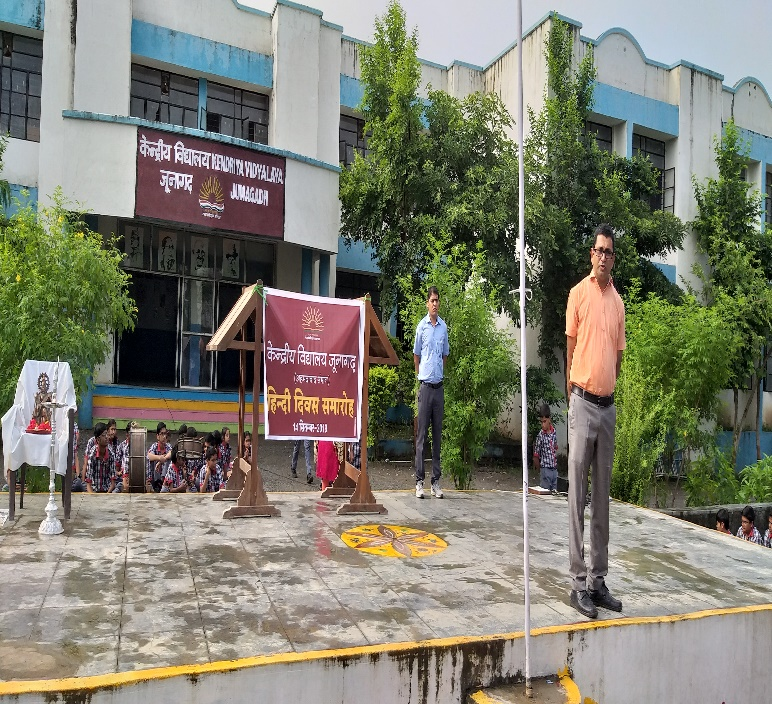 केन्द्रीय विद्यालय KENDRIYA VIDYALAYA
जूनागढ़ JUNAGADH
केन्द्रीय विद्यालय जूनागढ़
हिन्दी दिवस समारोह